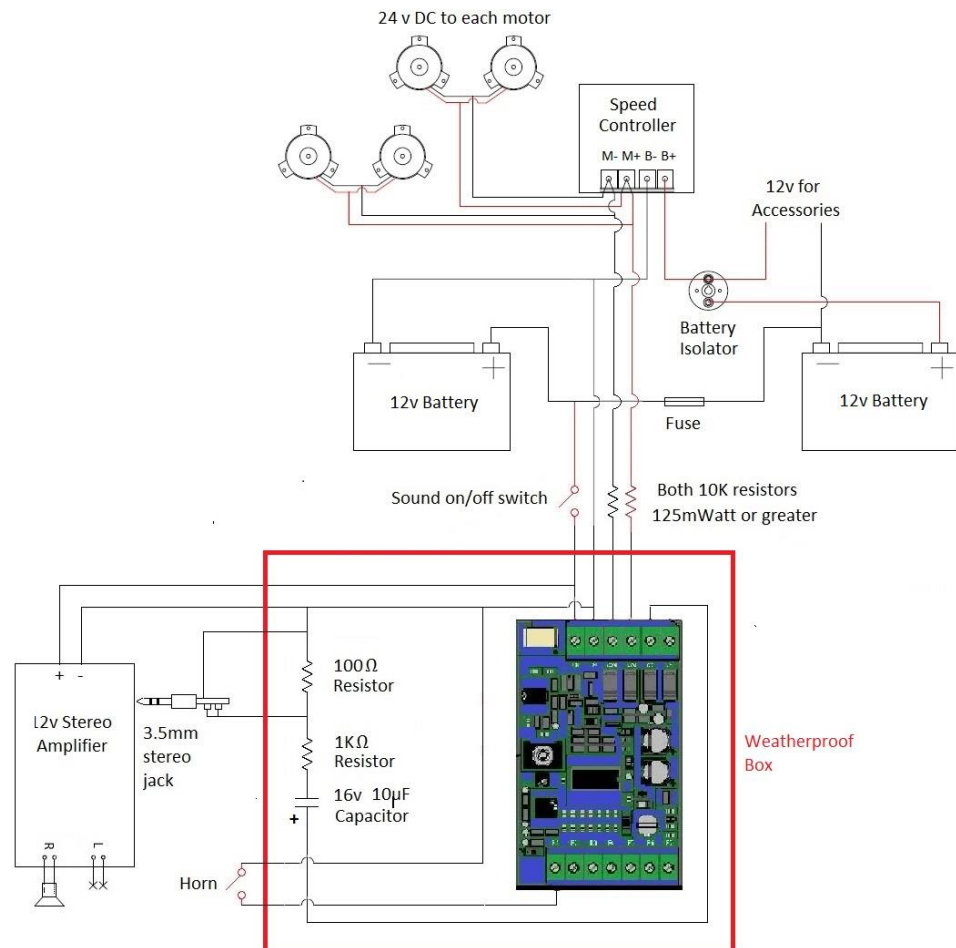 24 v DC to each motor
Speed
Controller
M- M+ B- B+
12v for
Accessories
Battery
Isolator
12v Battery
12v Battery
Fuse
Sound on/off switch
Both 10K resistors
125mWatt or greater
+ -
12v Stereo
Amplifier
R L
3.5mm
stereo
jack
100Ω
Resistor
1KΩ
Resistor
16v 10µF
Capacitor
+
Horn
Weatherproof
Box